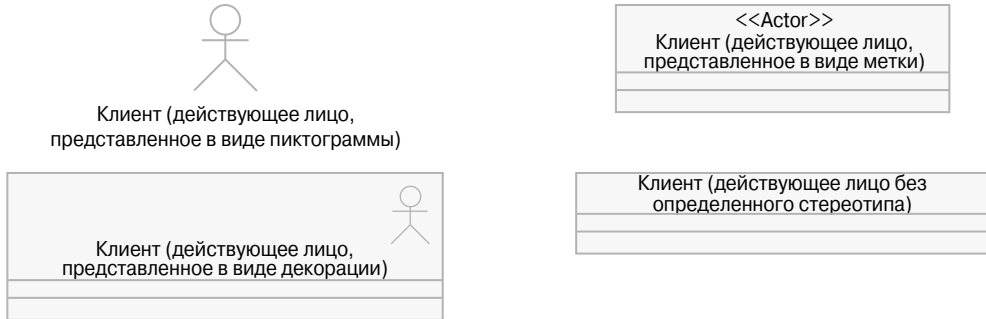 Клиент (действующее лицо,
представленное в виде пиктограммы)
<<Actor>>
Клиент (действующее лицо,
представленное в виде метки)
Клиент (действующее лицо,
представленное в виде декорации)
Клиент (действующее лицо без
определенного стереотипа)